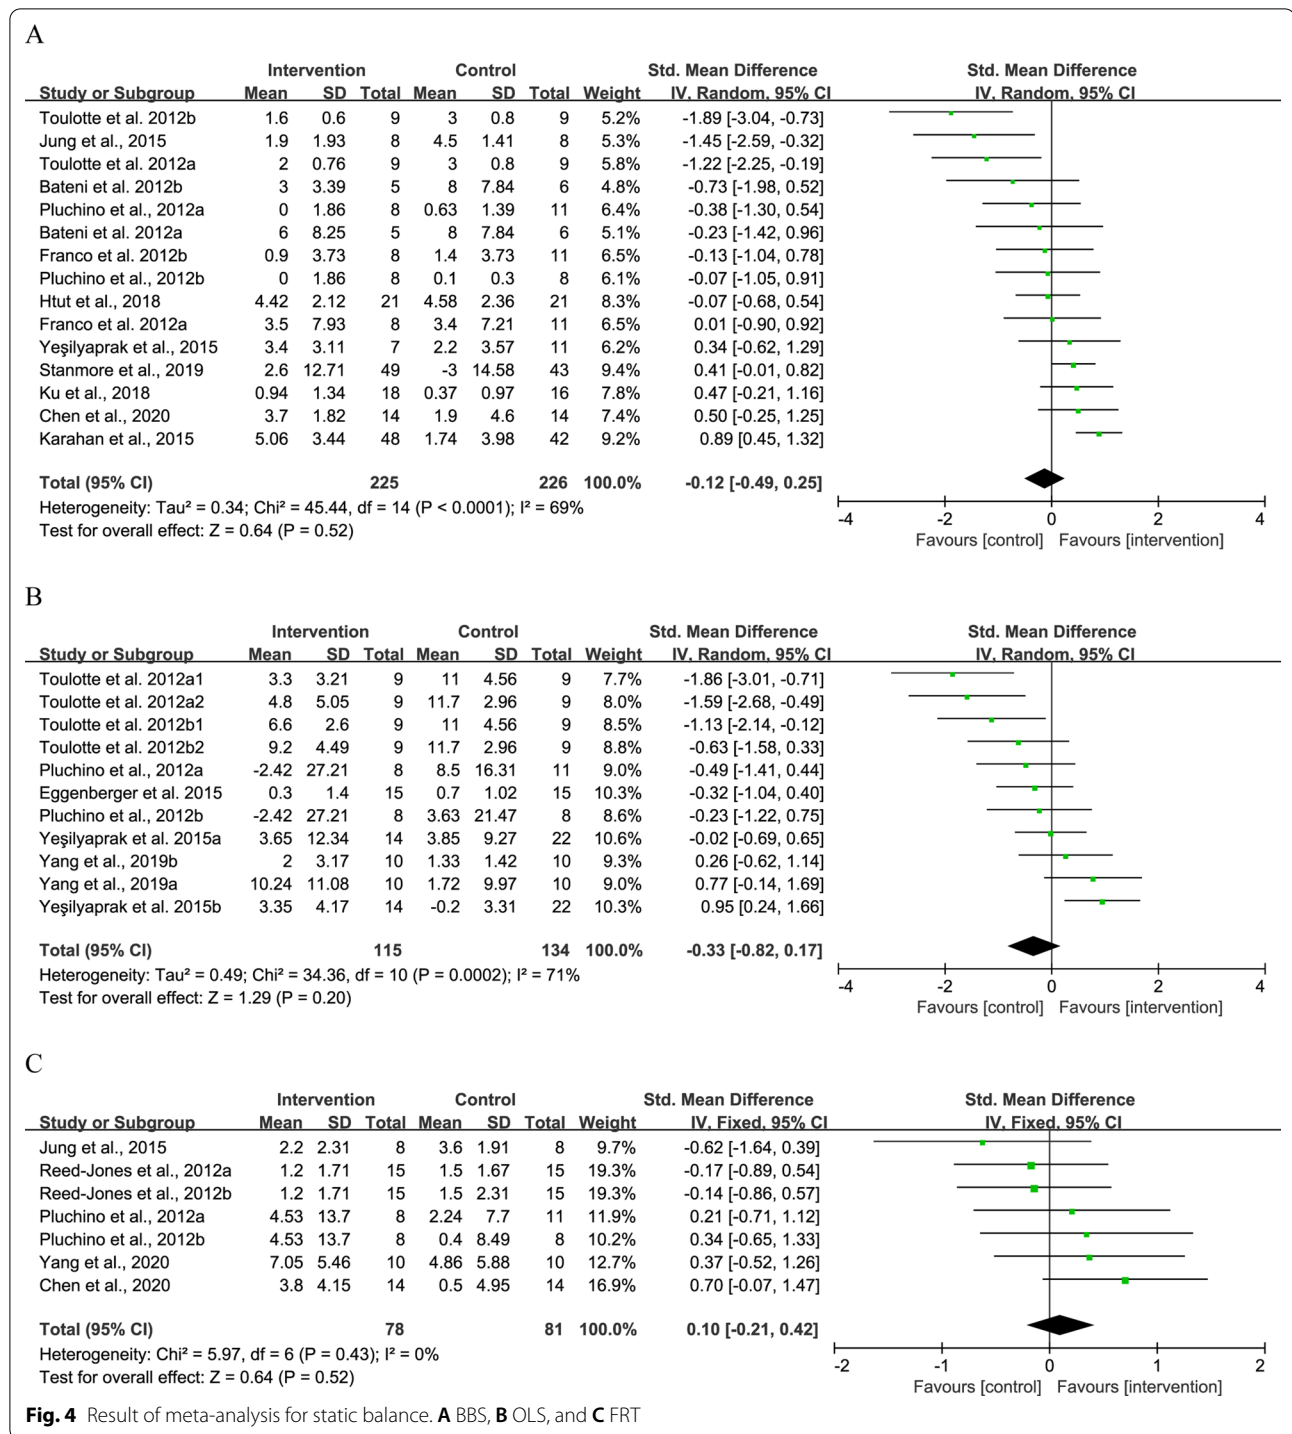 A
Intervention Control Std. Mean Difference Std. Mean Difference
Study or Subgroup Mean SD Total Mean SD Total Weight IV, Random, 95% CI IV, Random, 95% CI
Toulotte et al. 2012b 1.6 0.6 9 3 0.8 9 5.2% -1.89 [-3.04, -0.73]
Jung et al., 2015 1.9 1.93 8 4.5 1.41 8 5.3% -1.45 [-2.59, -0.32]
Toulotte et al. 2012a 2 0.76 9 3 0.8 9 5.8% -1.22 [-2.25, -0.19]
Bateni et al. 2012b 3 3.39 5 8 7.84 6 4.8% -0.73 [-1.98, 0.52]
Pluchino et al., 2012a 0 1.86 8 0.63 1.39 11 6.4% -0.38 [-1.30, 0.54]
Bateni et al. 2012a 6 8.25 5 8 7.84 6 5.1% -0.23 [-1.42, 0.96]
Franco et al. 2012b 0.9 3.73 8 1.4 3.73 11 6.5% -0.13 [-1.04, 0.78]
Pluchino et al., 2012b 0 1.86 8 0.1 0.3 8 6.1% -0.07 [-1.05, 0.91]
Htut et al., 2018 4.42 2.12 21 4.58 2.36 21 8.3% -0.07 [-0.68, 0.54]
Franco et al. 2012a 3.5 7.93 8 3.4 7.21 11 6.5% 0.01 [-0.90, 0.92]
Yeşilyaprak et al., 2015 3.4 3.11 7 2.2 3.57 11 6.2% 0.34 [-0.62, 1.29]
Stanmore et al., 2019 2.6 12.71 49 -3 14.58 43 9.4% 0.41 [-0.01, 0.82]
Ku et al., 2018 0.94 1.34 18 0.37 0.97 16 7.8% 0.47 [-0.21, 1.16]
Chen et al., 2020 3.7 1.82 14 1.9 4.6 14 7.4% 0.50 [-0.25, 1.25]
Karahan et al., 2015 5.06 3.44 48 1.74 3.98 42 9.2% 0.89 [0.45, 1.32]
Total (95% CI) 225 226 100.0% -0.12 [-0.49, 0.25]
Heterogeneity: Tau² = 0.34; Chi² = 45.44, df = 14 (P < 0.0001); I² = 69%
Test for overall effect: Z = 0.64 (P = 0.52)
-4 -2 0 2 4
Favours [control] Favours [intervention]
B
Intervention Control Std. Mean Difference Std. Mean Difference
Study or Subgroup Mean SD Total Mean SD Total Weight IV, Random, 95% CI IV, Random, 95% CI
Toulotte et al. 2012a1 3.3 3.21 9 11 4.56 9 7.7% -1.86 [-3.01, -0.71]
Toulotte et al. 2012a2 4.8 5.05 9 11.7 2.96 9 8.0% -1.59 [-2.68, -0.49]
Toulotte et al. 2012b1 6.6 2.6 9 11 4.56 9 8.5% -1.13 [-2.14, -0.12]
Toulotte et al. 2012b2 9.2 4.49 9 11.7 2.96 9 8.8% -0.63 [-1.58, 0.33]
Pluchino et al., 2012a -2.42 27.21 8 8.5 16.31 11 9.0% -0.49 [-1.41, 0.44]
Eggenberger et al. 2015 0.3 1.4 15 0.7 1.02 15 10.3% -0.32 [-1.04, 0.40]
Pluchino et al., 2012b -2.42 27.21 8 3.63 21.47 8 8.6% -0.23 [-1.22, 0.75]
Yeşilyaprak et al. 2015a 3.65 12.34 14 3.85 9.27 22 10.6% -0.02 [-0.69, 0.65]
Yang et al., 2019b 2 3.17 10 1.33 1.42 10 9.3% 0.26 [-0.62, 1.14]
Yang et al., 2019a 10.24 11.08 10 1.72 9.97 10 9.0% 0.77 [-0.14, 1.69]
Yeşilyaprak et al. 2015b 3.35 4.17 14 -0.2 3.31 22 10.3% 0.95 [0.24, 1.66]
Total (95% CI) 115 134 100.0% -0.33 [-0.82, 0.17]
Heterogeneity: Tau² = 0.49; Chi² = 34.36, df = 10 (P = 0.0002); I² = 71%
Test for overall effect: Z = 1.29 (P = 0.20)
-4 -2 0 2 4
Favours [control] Favours [intervention]
C
Intervention Control Std. Mean Difference Std. Mean Difference
Study or Subgroup Mean SD Total Mean SD Total Weight IV, Fixed, 95% CI IV, Fixed, 95% CI
Jung et al., 2015 2.2 2.31 8 3.6 1.91 8 9.7% -0.62 [-1.64, 0.39]
Reed-Jones et al., 2012a 1.2 1.71 15 1.5 1.67 15 19.3% -0.17 [-0.89, 0.54]
Reed-Jones et al., 2012b 1.2 1.71 15 1.5 2.31 15 19.3% -0.14 [-0.86, 0.57]
Pluchino et al., 2012a 4.53 13.7 8 2.24 7.7 11 11.9% 0.21 [-0.71, 1.12]
Pluchino et al., 2012b 4.53 13.7 8 0.4 8.49 8 10.2% 0.34 [-0.65, 1.33]
Yang et al., 2020 7.05 5.46 10 4.86 5.88 10 12.7% 0.37 [-0.52, 1.26]
Chen et al., 2020 3.8 4.15 14 0.5 4.95 14 16.9% 0.70 [-0.07, 1.47]
Total (95% CI) 78 81 100.0% 0.10 [-0.21, 0.42]
Heterogeneity: Chi² = 5.97, df = 6 (P = 0.43); I² = 0%
Test for overall effect: Z = 0.64 (P = 0.52)
-2 -1 0 1 2
Favours [control] Favours [intervention]
Fig. 4 Result of meta-analysis for static balance. A BBS, B OLS, and C FRT